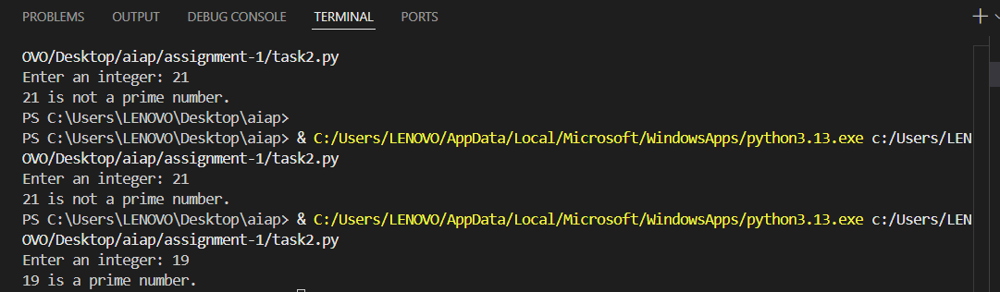 PROBLEMS OUTPUT DEBUG CONSOLE TERMINAL PORTS
OVO/Desktop/aiap/assignment-1/task2.py
Enter an integer: 21
21 is not a prime number.
PS C:\Users\LENOVO\Desktop\aiap>
PS C:\Users\LENOVO\Desktop\aiap> & C:/Users/LENOVO/AppData/Local/Microsoft/WindowsApps/python3.13.exe c:/Users/LEN
OVO/Desktop/aiap/assignment-1/task2.py
Enter an integer: 21
21 is not a prime number.
PS C:\Users\LENOVO\Desktop\aiap> & C:/Users/LENOVO/AppData/Local/Microsoft/WindowsApps/python3.13.exe c:/Users/LEN
OVO/Desktop/aiap/assignment-1/task2.py
Enter an integer: 19
19 is a prime number.